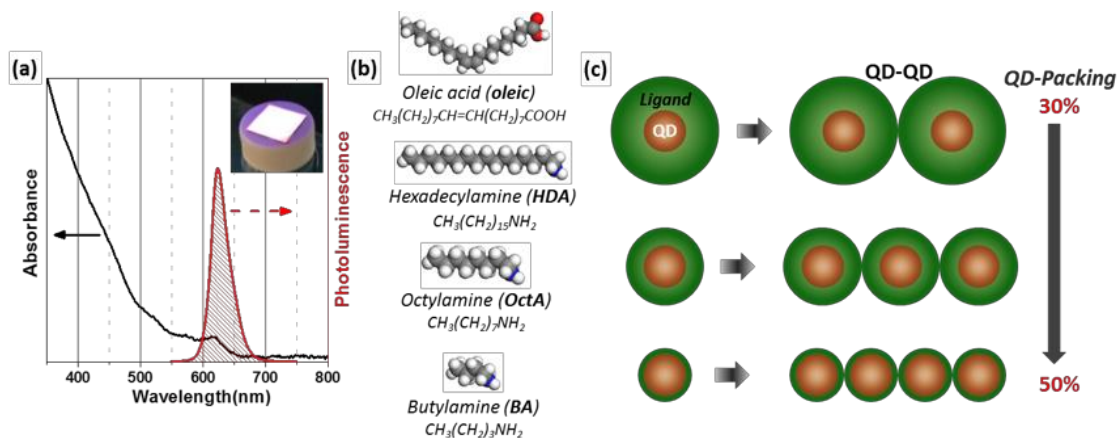 (a)
Absorbance
Photoluminescence
400
500
600
700
800
Wavelength(nm)
(b)
Oleic acid (oleic)
CH₃(CH₂)₇CH=CH(CH₂)₇COOH
Hexadecylamine (HDA)
CH₃(CH₂)₁₅NH₂
Octylamine (OctA)
CH₃(CH₂)₇NH₂
Butylamine (BA)
CH₃(CH₂)₃NH₂
(c)
Ligand
QD
QD-QD
QD-Packing
30%
50%